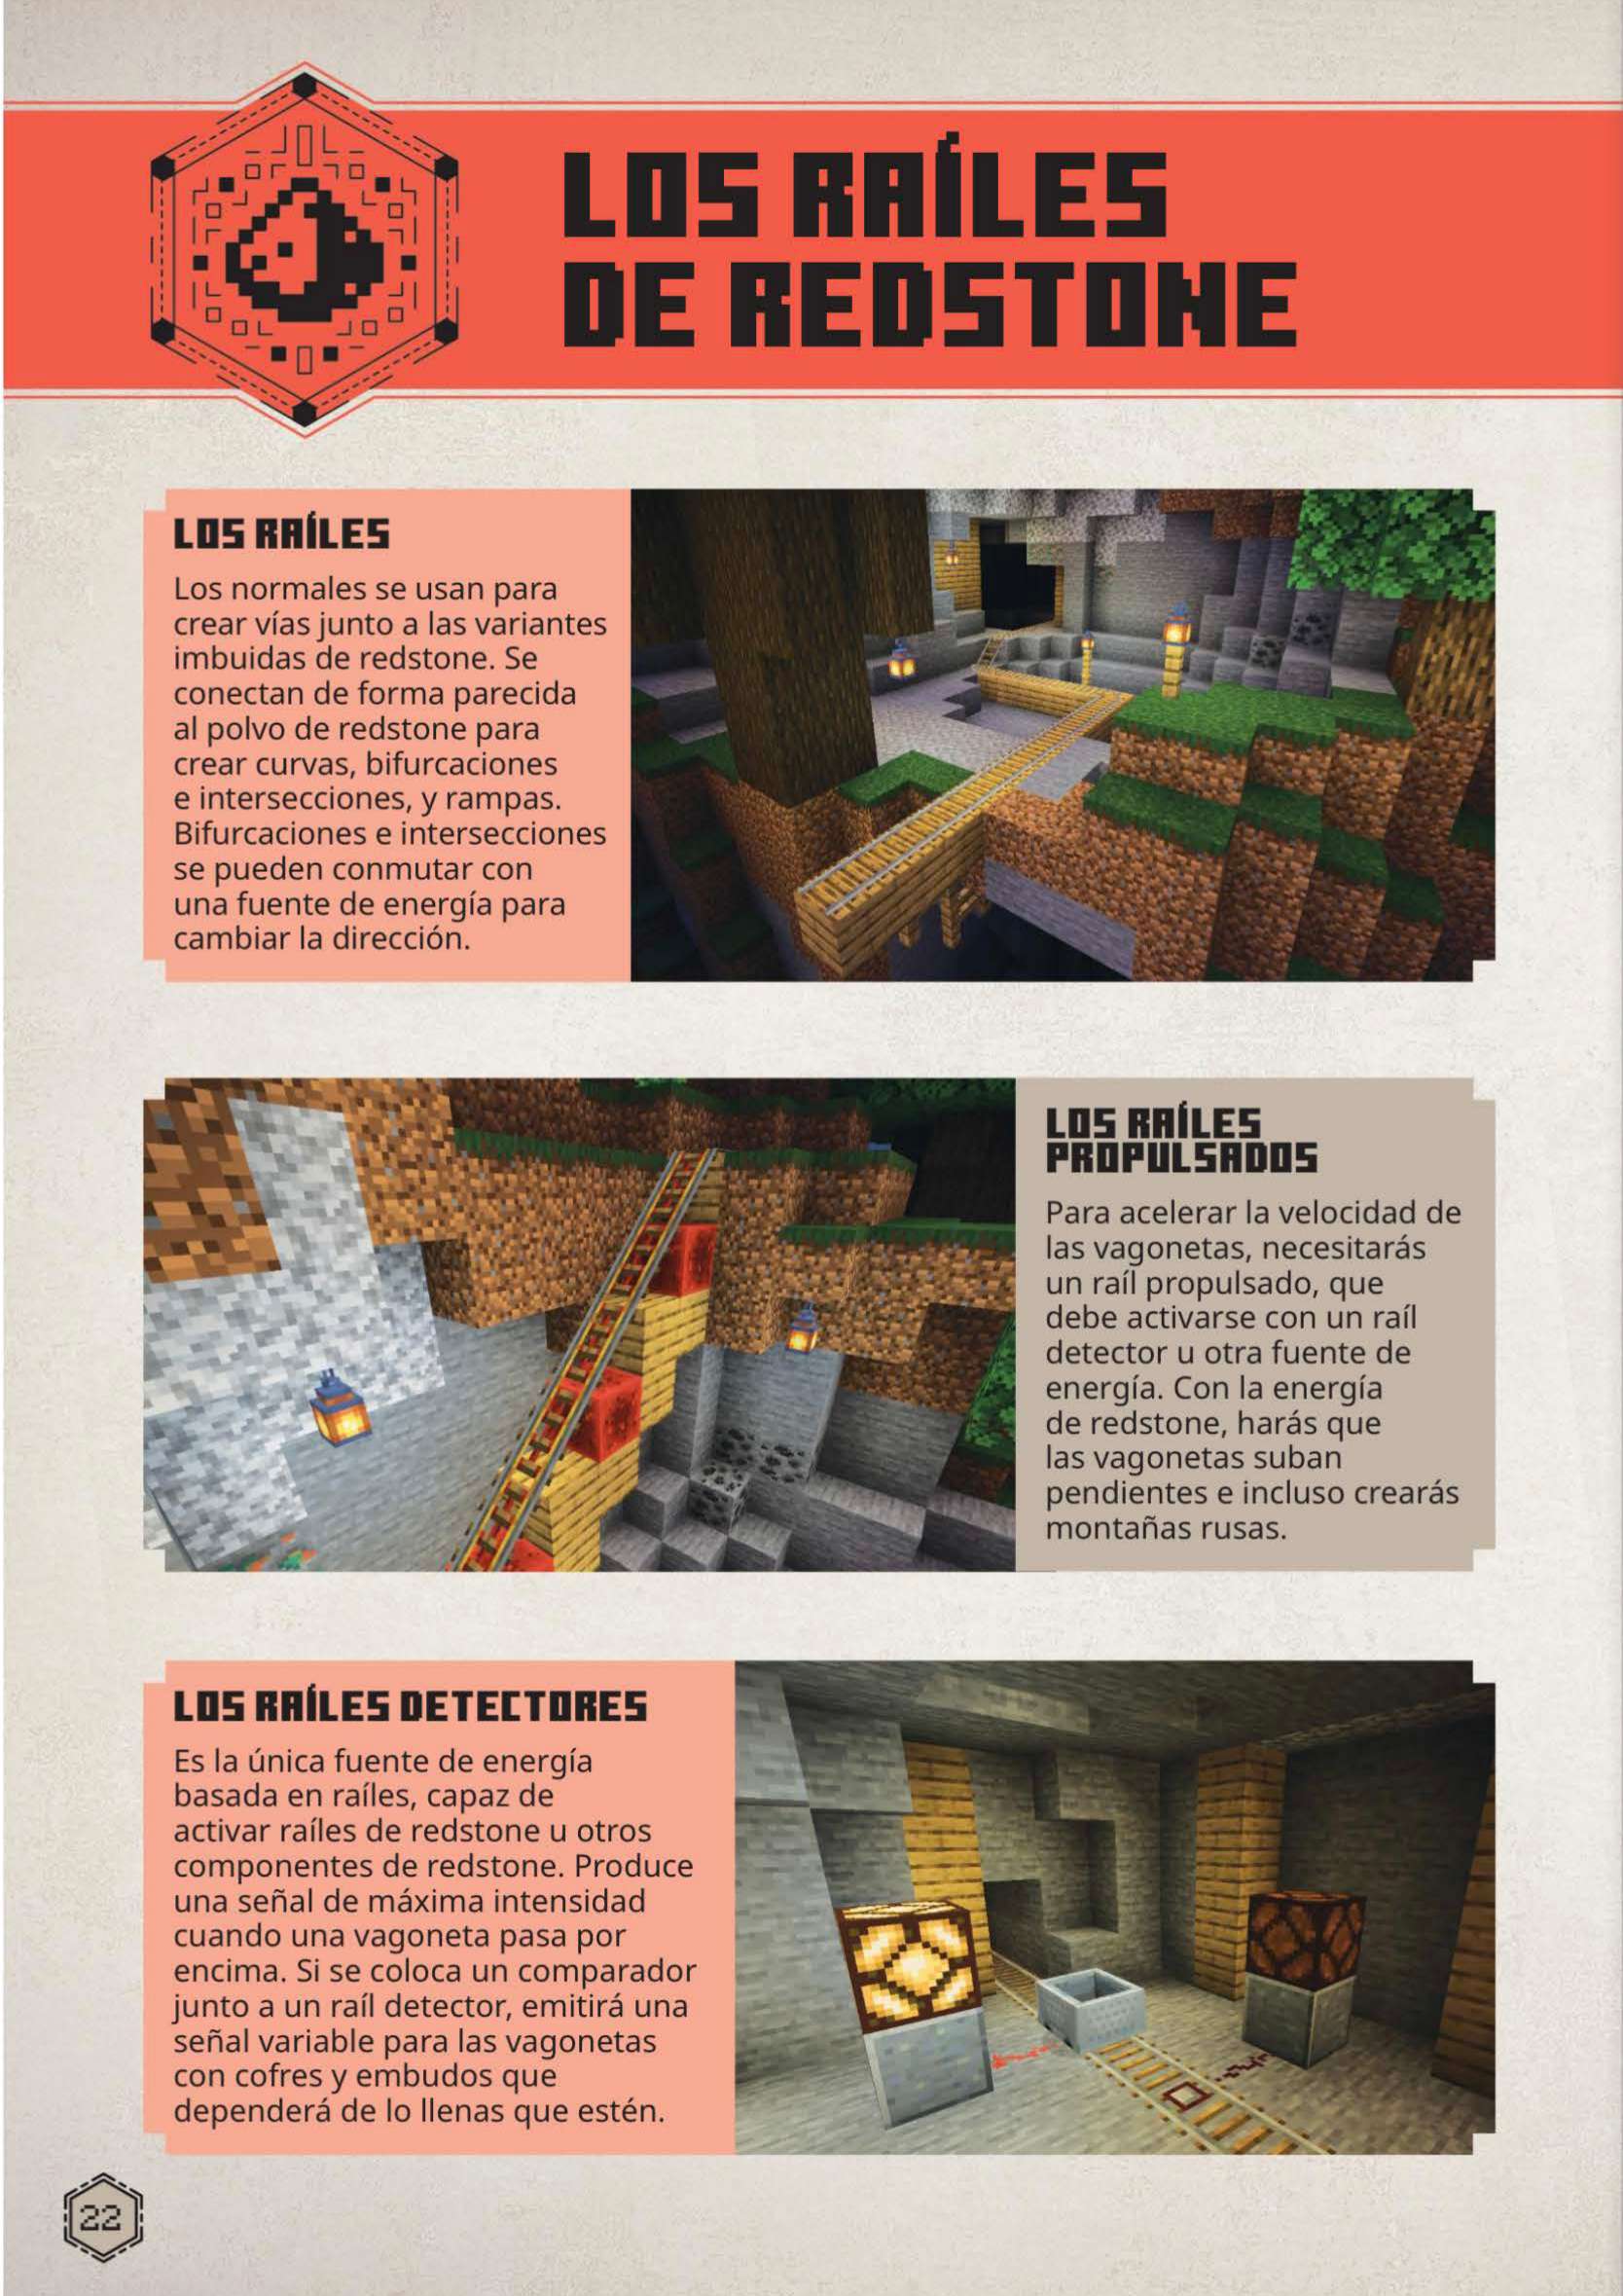 LOS RAÍLES
DE REDSTONE
LOS RAÍLES
Los normales se usan para
crear vías junto a las variantes
imbuidas de redstone. Se
conectan de forma parecida
al polvo de redstone para
crear curvas, bifurcaciones
e intersecciones, y rampas.
Bifurcaciones e intersecciones
se pueden conmutar con
una fuente de energía para
cambiar la dirección.
LOS RAÍLES
PROPULSADOS
Para acelerar la velocidad de
las vagonetas, necesitarás
un raíl propulsado, que
debe activarse con un raíl
detector u otra fuente de
energía. Con la energía
de redstone, harás que
las vagonetas suban
pendientes e incluso crearás
montañas rusas.
LOS RAÍLES DETECTORES
Es la única fuente de energía
basada en raíles, capaz de
activar raíles de redstone u otros
componentes de redstone. Produce
una señal de máxima intensidad
cuando una vagoneta pasa por
encima. Si se coloca un comparador
junto a un raíl detector, emitirá una
señal variable para las vagonetas
con cofres y embudos que
dependerá de lo llenas que estén.
22